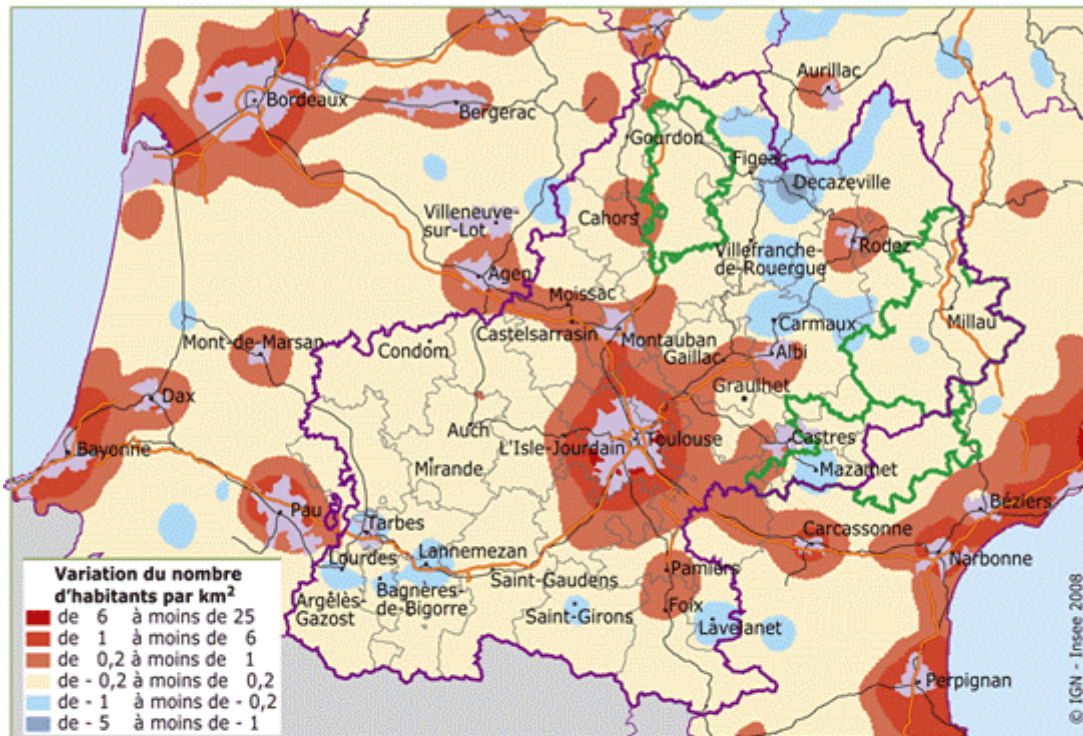 Aurillac
Bordeaux
Bergerac
Gourdon
Figeac
Decazeville
Villeneuve-
sur-Lot
Cahors
Villefranche-
de-Rouergue
Rodez
Agen
Moissac
Castelsarrasin
Montauban
Carmaux
Millau
Mont-de-Marsan
Condom
Gaillac
Albi
Graulhet
Dax
Auch
L'Isle-Jourdain
Toulouse
Castres
Bayonne
Mirande
Mazamet
Béziers
Pau
Tarbes
Carcassonne
Narbonne
Lourdes
Lannemezan
Saint-Gaudens
Pamiers
Bagnères-
de-Bigorre
Argelès-
Gazost
Saint-Girons
Foix
Lavelanet
Perpignan
Variation du nombre
d'habitants par km²
de 6 à moins de 25
de 1 à moins de 6
de 0,2 à moins de 1
de - 0,2 à moins de 0,2
de - 1 à moins de - 0,2
de - 5 à moins de - 1
© IGN - Insee 2008